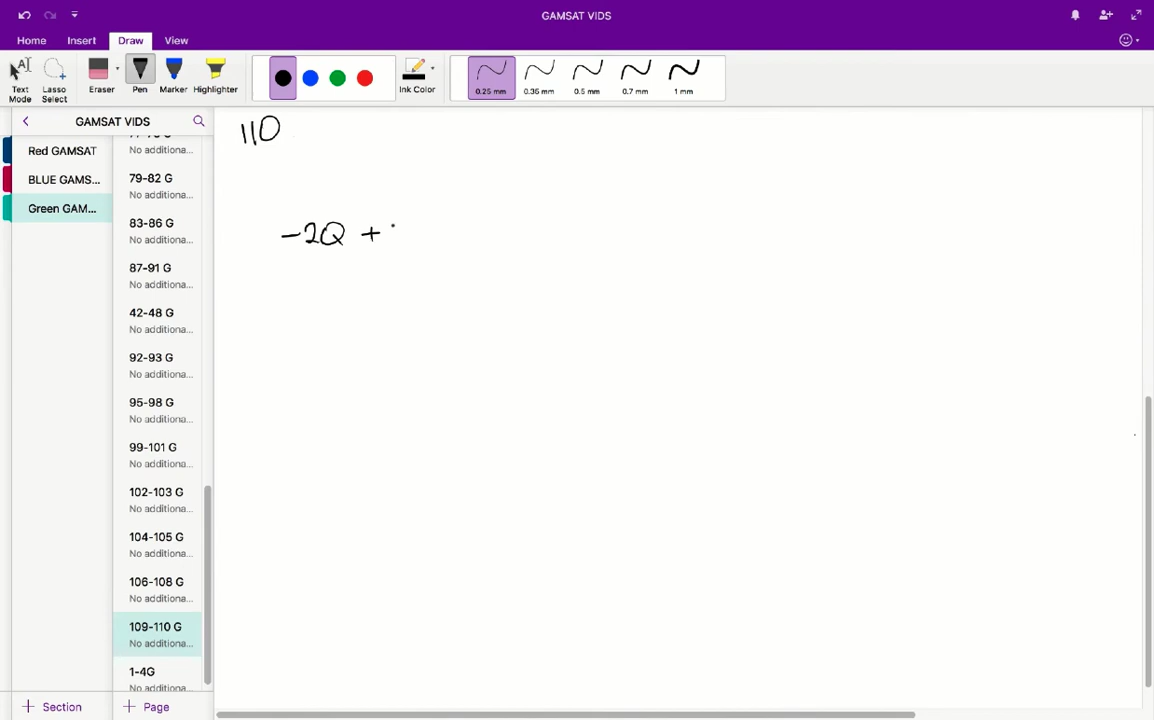 GAMSAT VIDS
Home Insert Draw View
Text Mode
Lasso Select
Eraser
Pen
Marker
Highlighter
Ink Color
0.25 mm
0.35 mm
0.5 mm
0.7 mm
1 mm
GAMSAT VIDS
Red GAMSAT
BLUE GAMS...
Green GAM...
No additiona...
79-82 G
No additiona...
83-86 G
No additiona...
87-91 G
No additiona...
42-48 G
No additiona...
92-93 G
No additiona...
95-98 G
No additiona...
99-101 G
No additiona...
102-103 G
No additiona...
104-105 G
No additiona...
106-108 G
No additiona...
109-110 G
No additiona...
1-4G
No additiona...
+ Section
+ Page
110
-2Q +